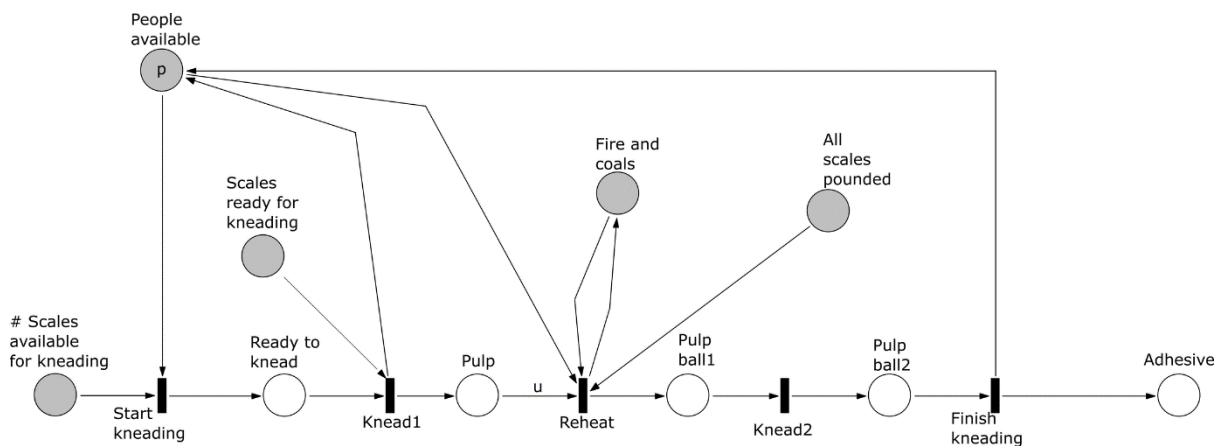 People
available
p
Fire and
coals
All
scales
pounded
Scales
ready for
kneading
# Scales
available
for kneading
Ready to
knead
Pulp
u
Pulp
ball1
Pulp
ball2
Adhesive
Start
kneading
Knead1
Reheat
Knead2
Finish
kneading